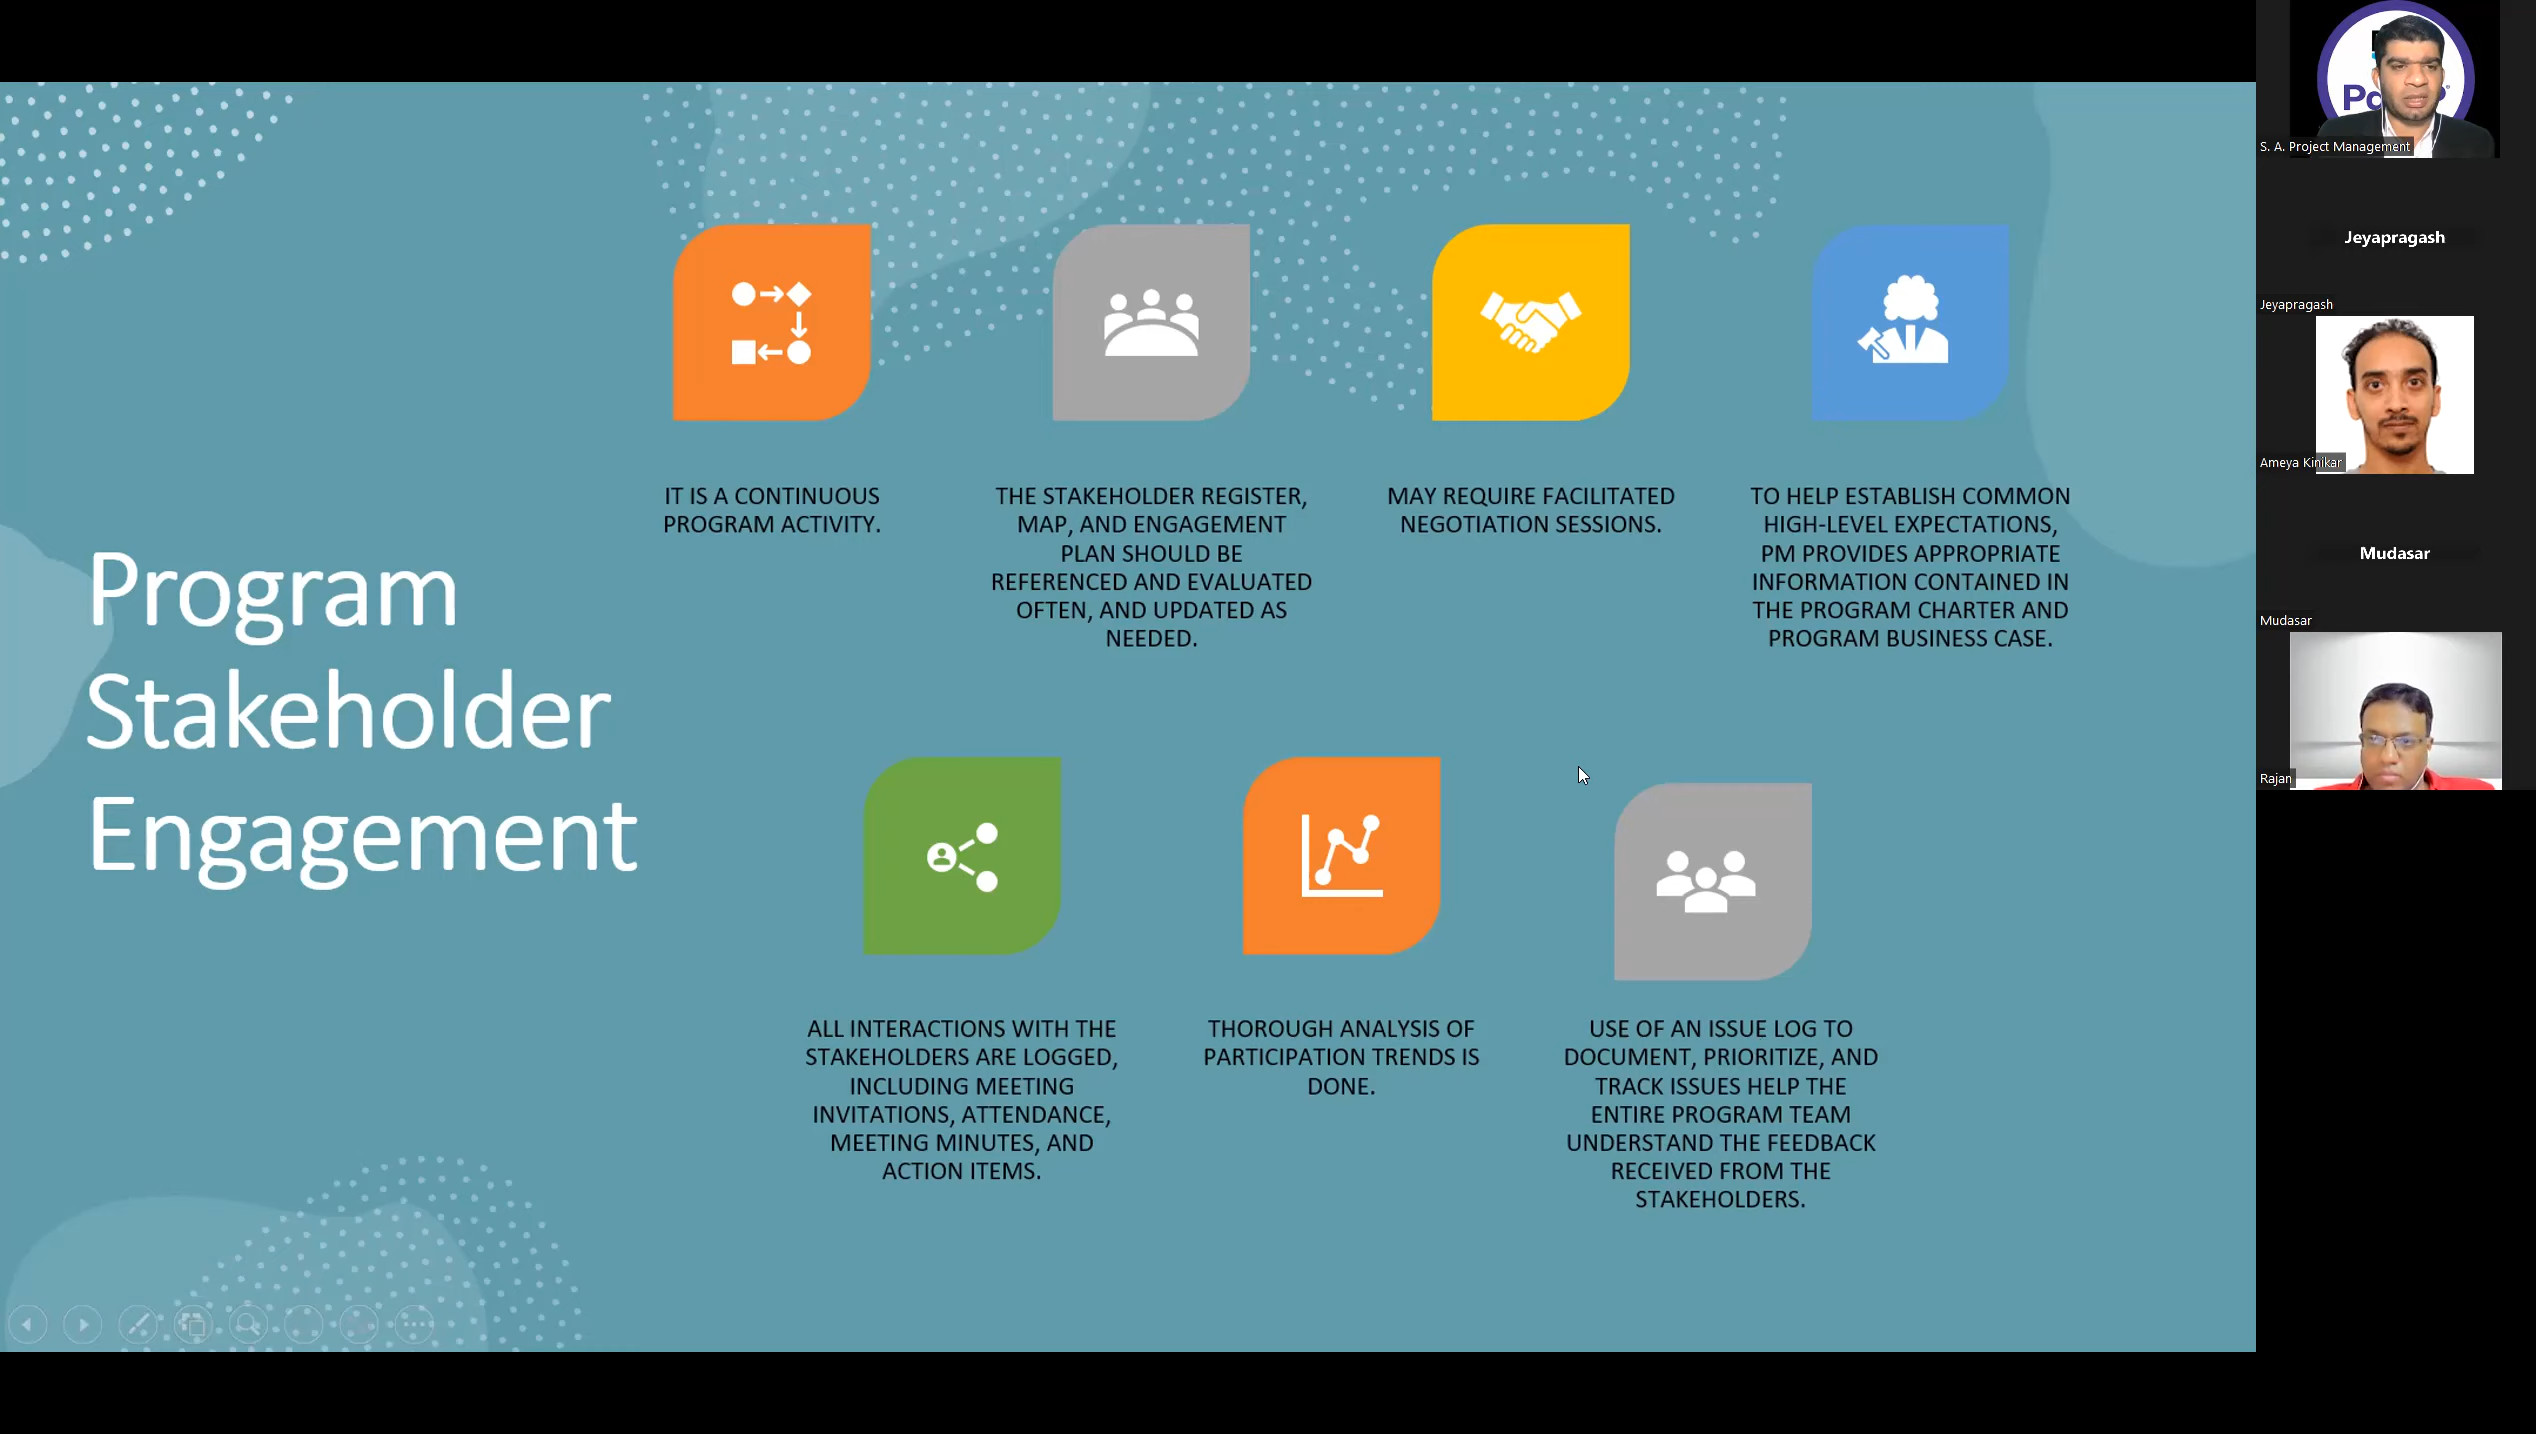 Program
Stakeholder
Engagement
IT IS A CONTINUOUS
PROGRAM ACTIVITY.
THE STAKEHOLDER REGISTER,
MAP, AND ENGAGEMENT
PLAN SHOULD BE
REFERENCED AND EVALUATED
OFTEN, AND UPDATED AS
NEEDED.
MAY REQUIRE FACILITATED
NEGOTIATION SESSIONS.
TO HELP ESTABLISH COMMON
HIGH-LEVEL EXPECTATIONS,
PM PROVIDES APPROPRIATE
INFORMATION CONTAINED IN
THE PROGRAM CHARTER AND
PROGRAM BUSINESS CASE.
ALL INTERACTIONS WITH THE
STAKEHOLDERS ARE LOGGED,
INCLUDING MEETING
INVITATIONS, ATTENDANCE,
MEETING MINUTES, AND
ACTION ITEMS.
THOROUGH ANALYSIS OF
PARTICIPATION TRENDS IS
DONE.
USE OF AN ISSUE LOG TO
DOCUMENT, PRIORITIZE, AND
TRACK ISSUES HELP THE
ENTIRE PROGRAM TEAM
UNDERSTAND THE FEEDBACK
RECEIVED FROM THE
STAKEHOLDERS.
S. A. Project Management
Jeyapragash
Jeyapragash
Ameya Kinikar
Mudasar
Mudasar
Rajan